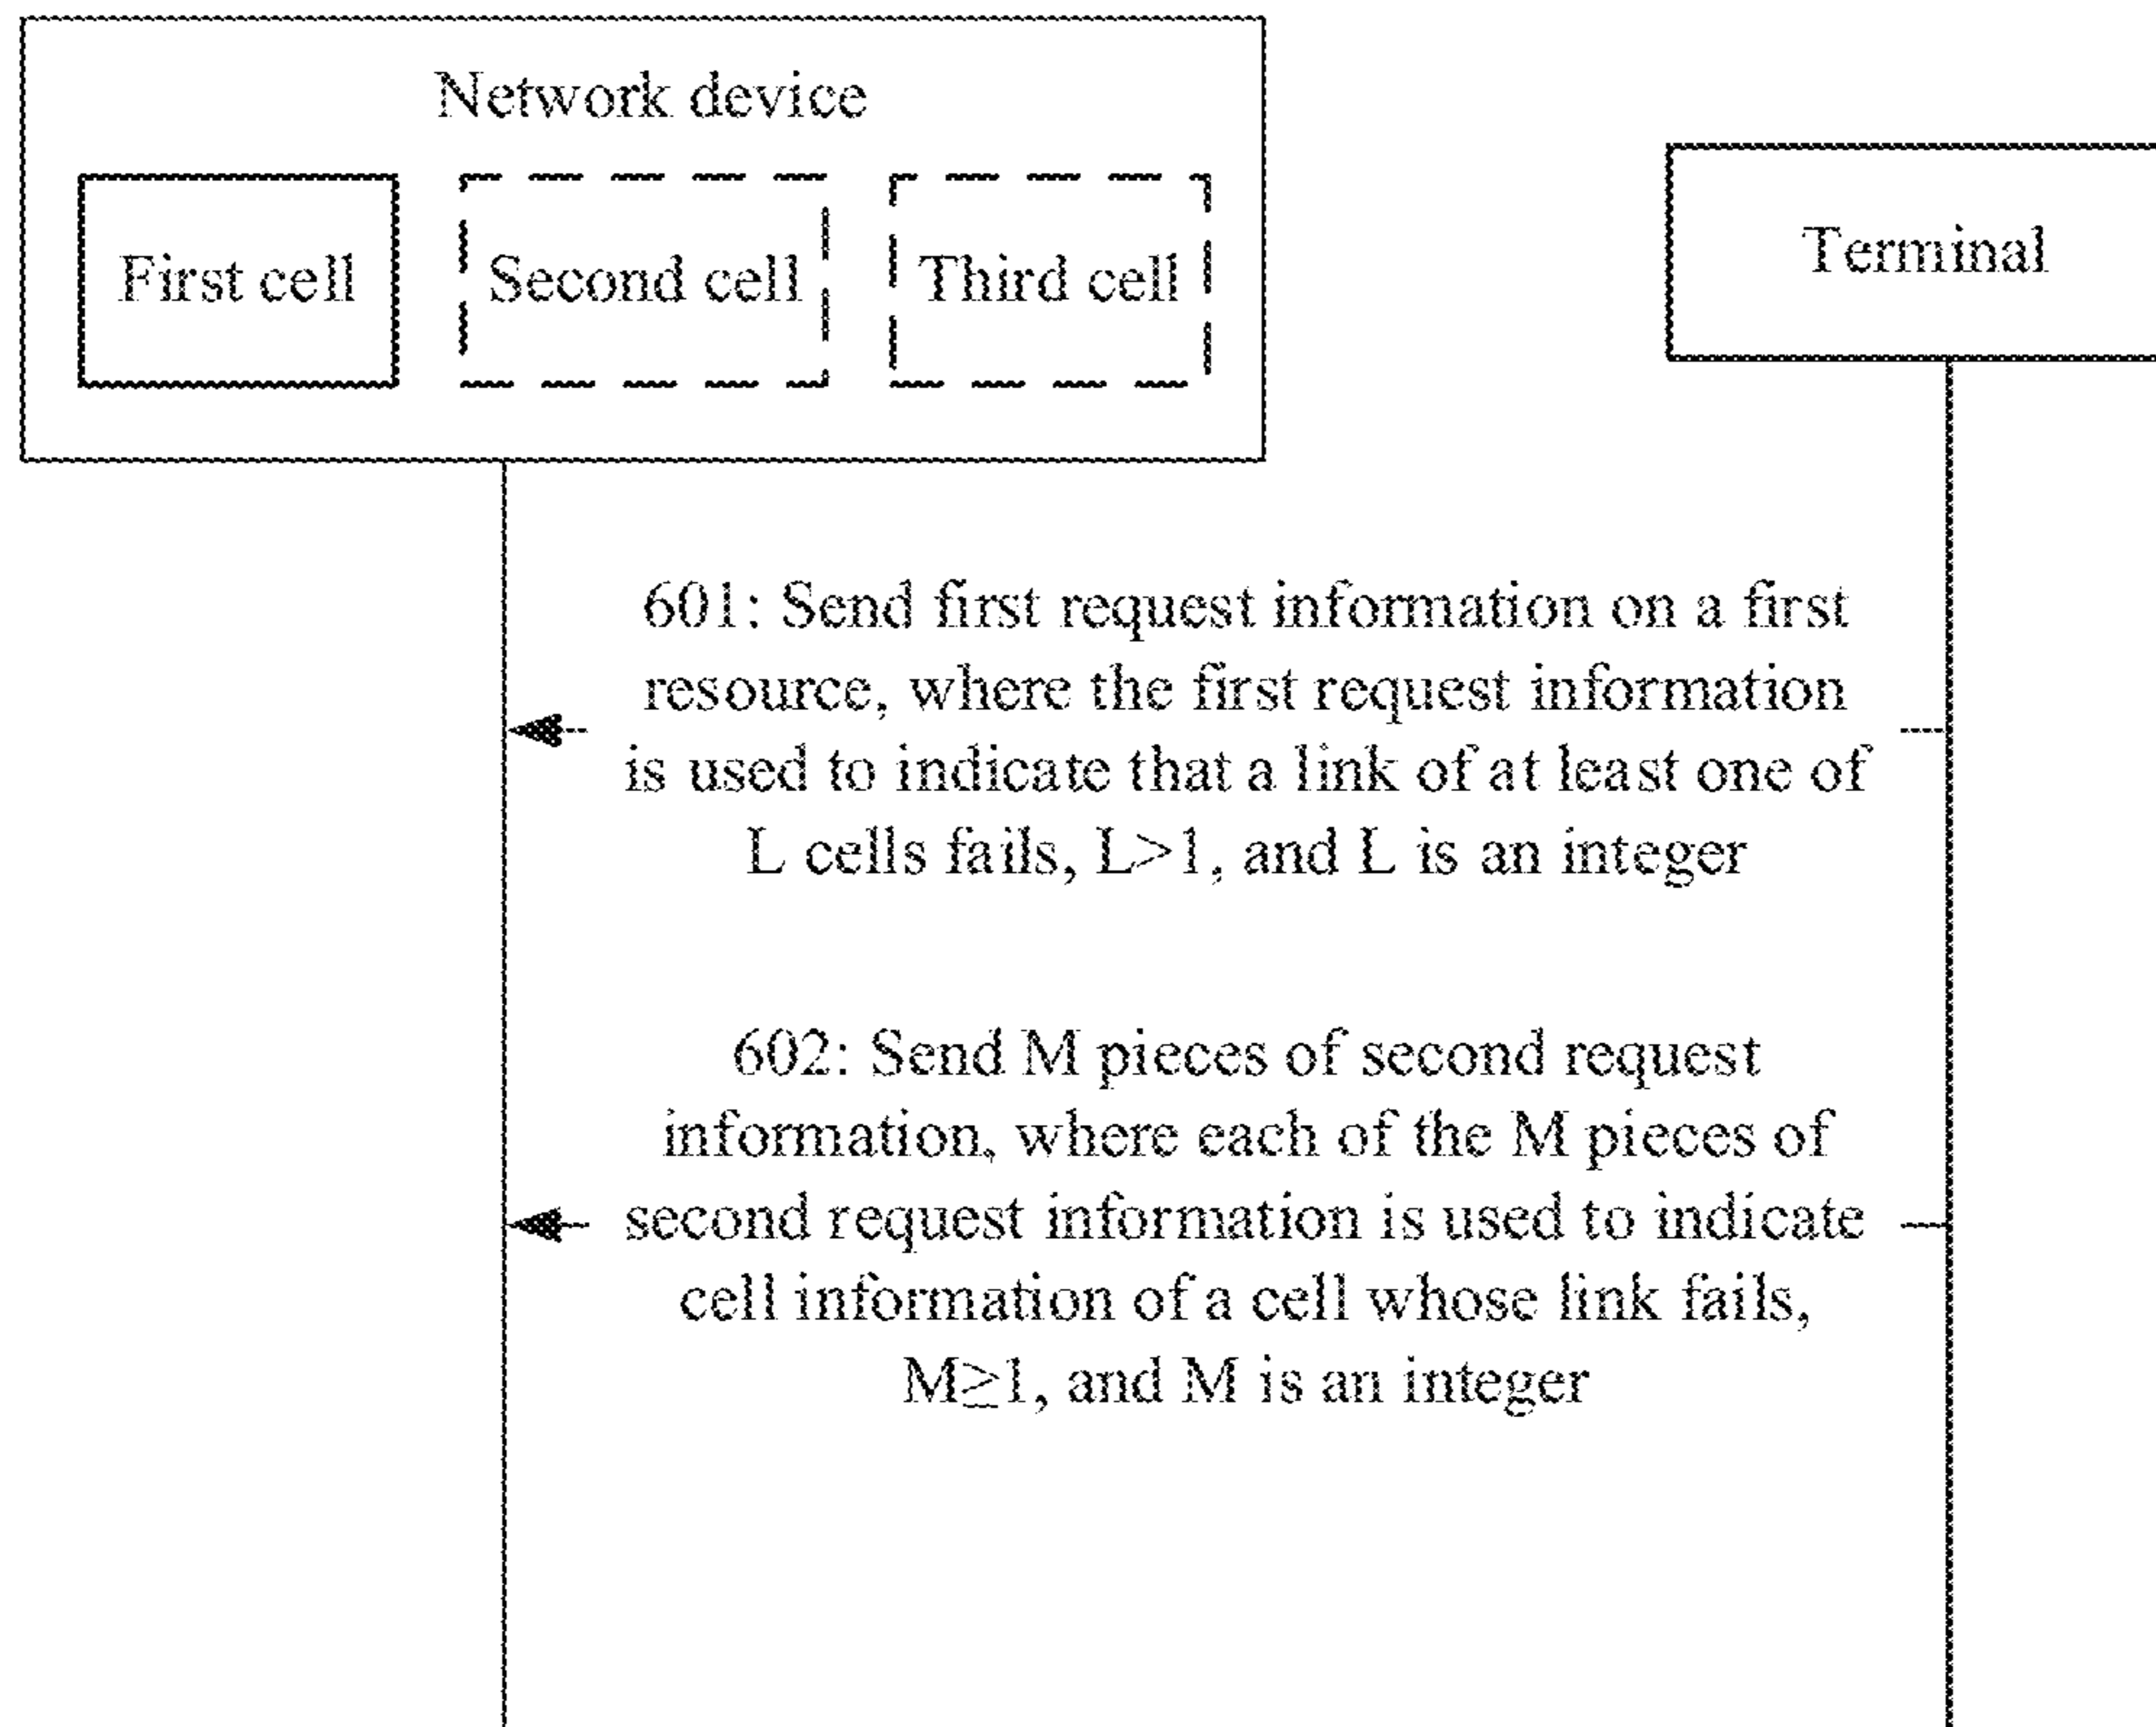 Network device
First cell
Second cell
Third cell
Terminal
601: Send first request information on a first
resource, where the first request information
is used to indicate that a link of at least one of
L cells fails, L>1, and L is an integer
602: Send M pieces of second request
information, where each of the M pieces of
second request information is used to indicate
cell information of a cell whose link fails,
M≥1, and M is an integer